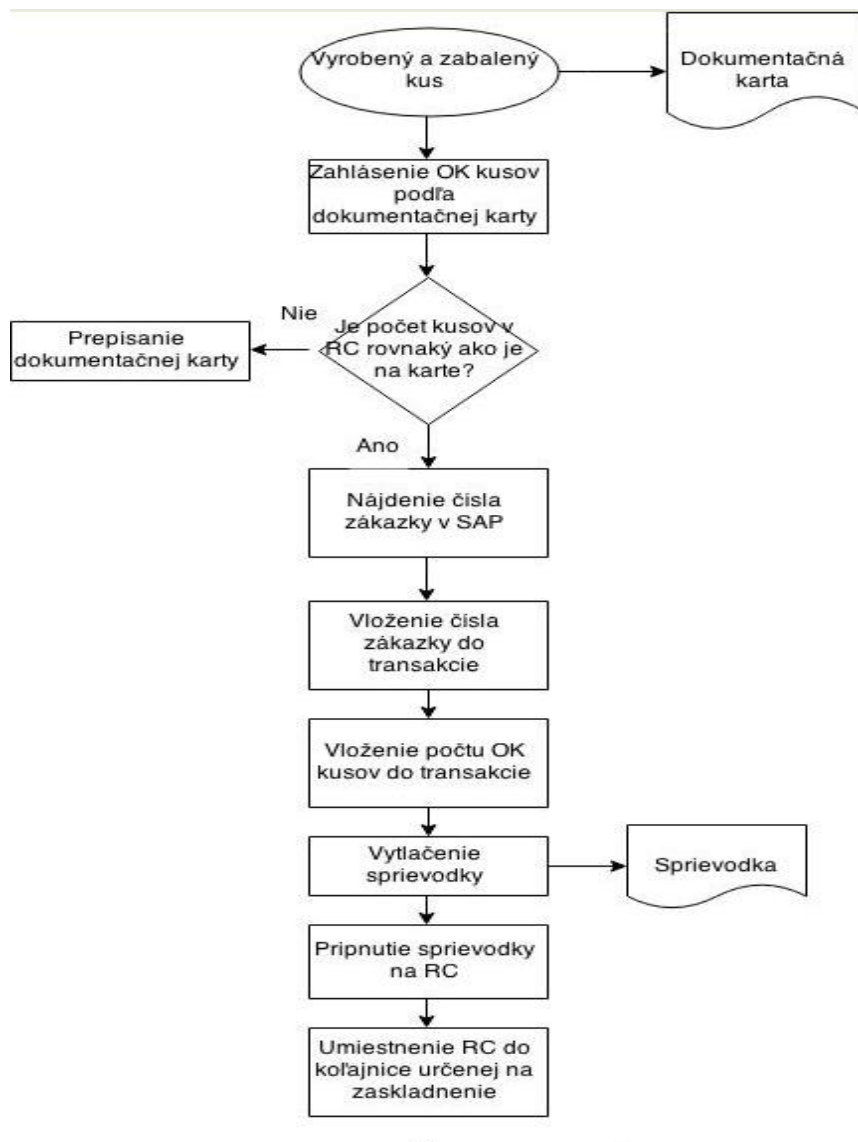 Vyrobený a zabalený
kus
Dokumentačná
karta
Zahlásenie OK kusov
podľa
dokumentačnej karty
Nie
Je počet kusov v
RC rovnaký ako je
na karte?
Prepisanie
dokumentačnej karty
Ano
Nájdenie čísla
zákazky v SAP
Vloženie čísla
zákazky do
transakcie
Vloženie počtu OK
kusov do transakcie
Vytlačenie
sprievodky
Sprievodka
Pripnutie sprievodky
na RC
Umiestnenie RC do
koľajnice určenej na
zaskladnenie